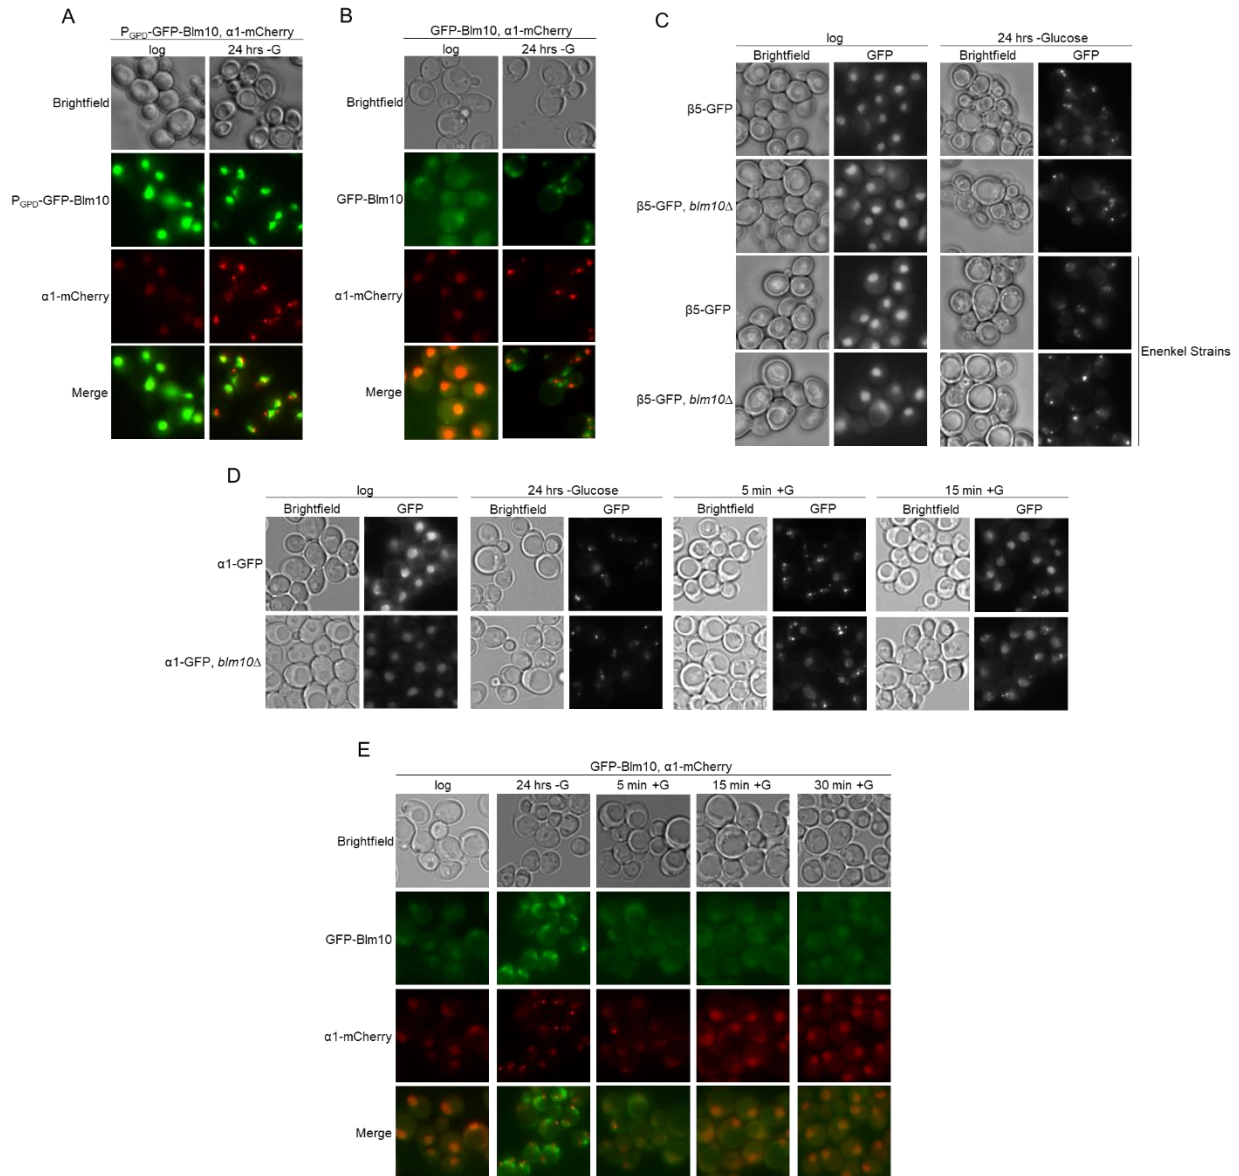 A
P_GPD-GFP-Blm10, α1-mCherry
log 24 hrs -G
Brightfield
P_GPD-GFP-Blm10
α1-mCherry
Merge
B
GFP-Blm10, α1-mCherry
log 24 hrs -G
Brightfield
GFP-Blm10
α1-mCherry
Merge
C
log 24 hrs -Glucose
Brightfield GFP Brightfield GFP
β5-GFP
β5-GFP, blm10Δ
β5-GFP
β5-GFP, blm10Δ
Enenkel Strains
D
log 24 hrs -Glucose 5 min +G 15 min +G
Brightfield GFP Brightfield GFP Brightfield GFP Brightfield GFP
α1-GFP
α1-GFP, blm10Δ
E
GFP-Blm10, α1-mCherry
log 24 hrs -G 5 min +G 15 min +G 30 min +G
Brightfield
GFP-Blm10
α1-mCherry
Merge